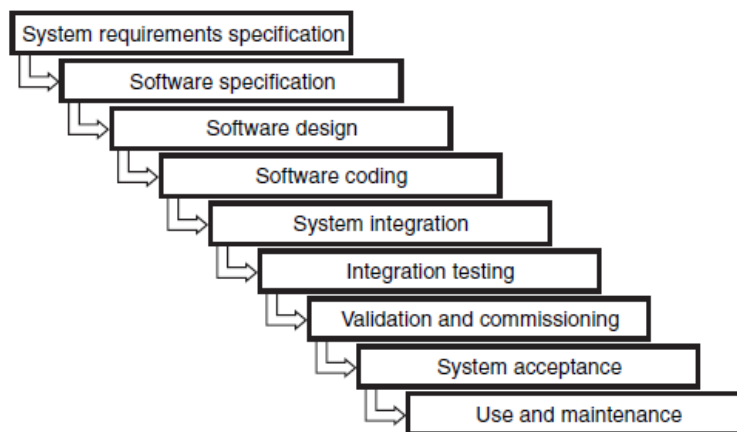 System requirements specification
Software specification
Software design
Software coding
System integration
Integration testing
Validation and commissioning
System acceptance
Use and maintenance